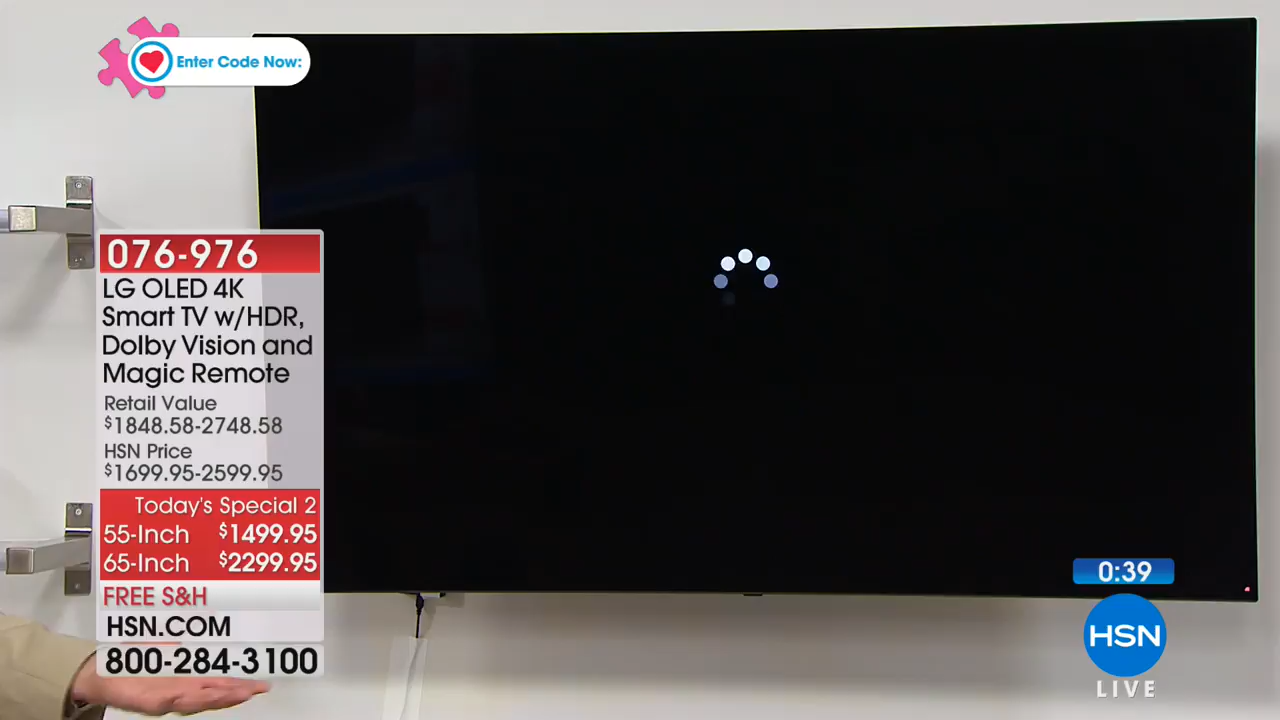 Enter Code Now:
076-976
LG OLED 4K
Smart TV w/HDR,
Dolby Vision and
Magic Remote
Retail Value
$1848.58-2748.58
HSN Price
$1699.95-2599.95
Today's Special 2
55-Inch $1499.95
65-Inch $2299.95
FREE S&H
HSN.COM
800-284-3100
0:39
HSN
LIVE